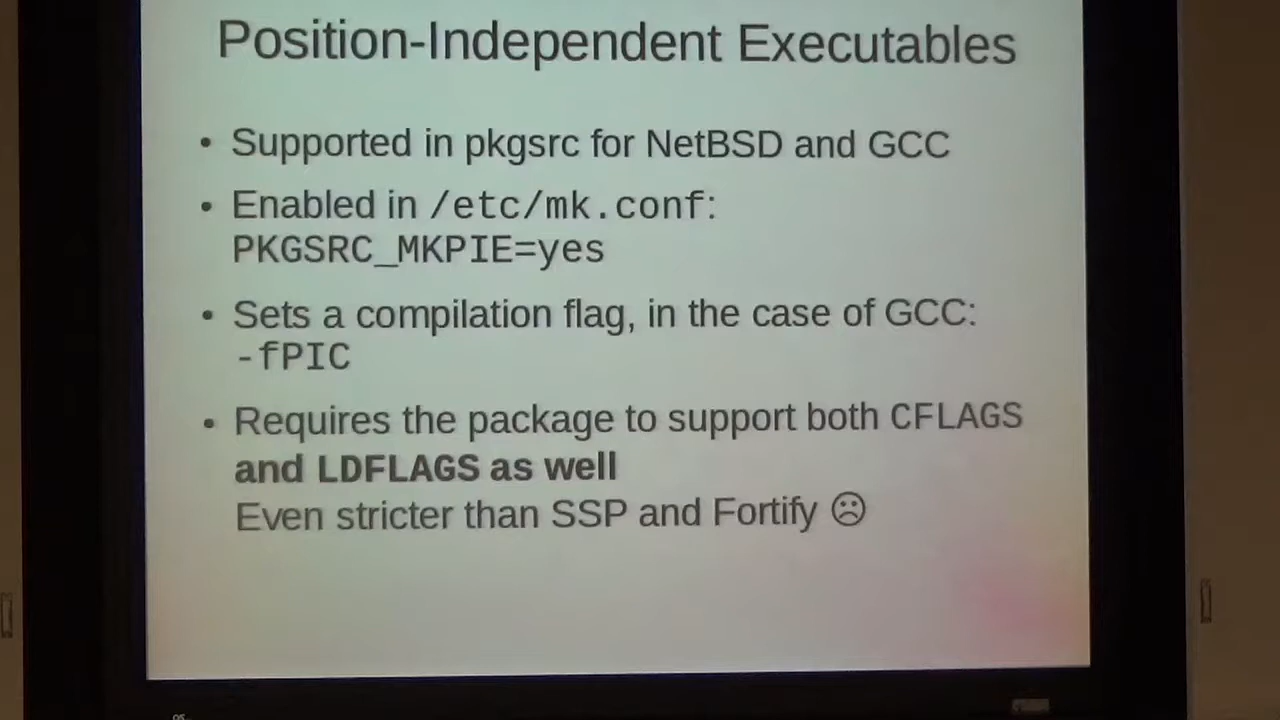 Position-Independent Executables
• Supported in pkgsrc for NetBSD and GCC
• Enabled in /etc/mk.conf:
PKGSRC_MKPIE=yes
• Sets a compilation flag, in the case of GCC:
-fPIC
• Requires the package to support both CFLAGS
and LDFLAGS as well
Even stricter than SSP and Fortify ☹